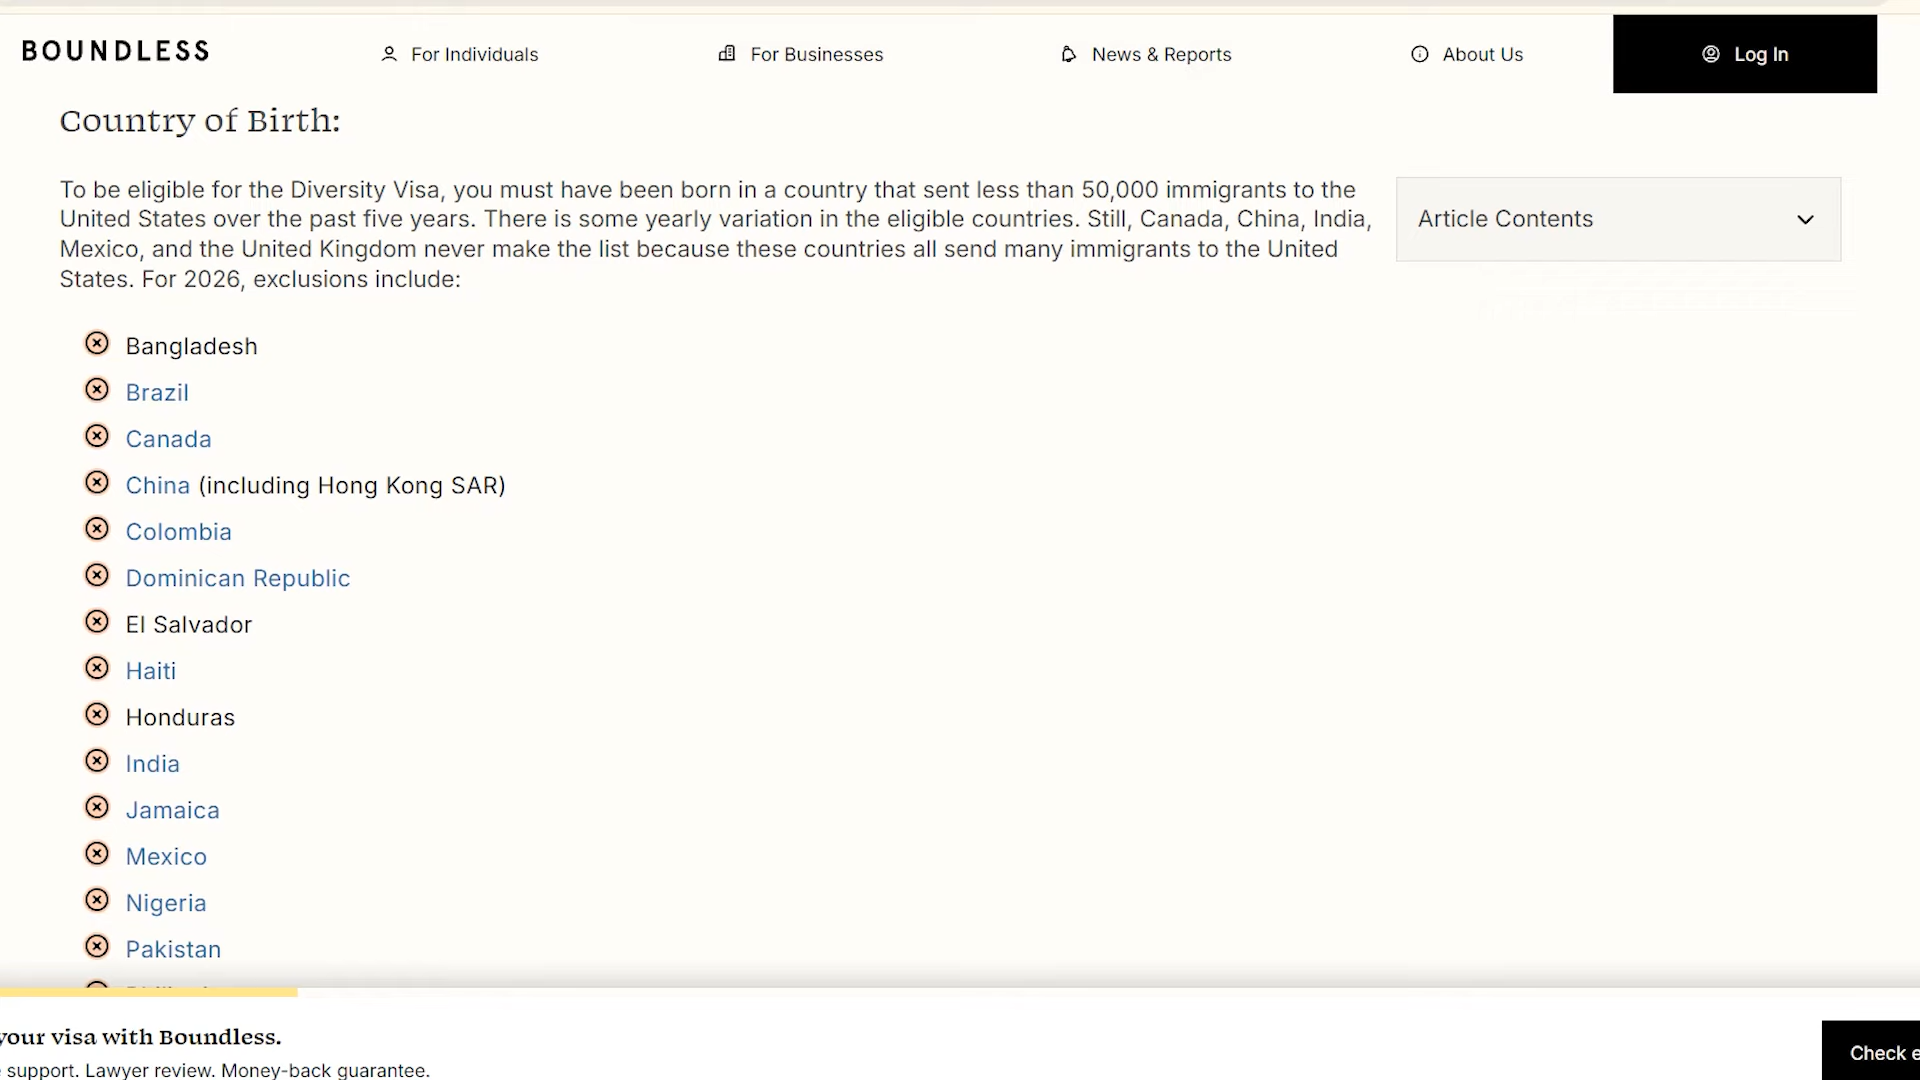 BOUNDLESS
For Individuals
For Businesses
News & Reports
About Us
Log In
Country of Birth:
To be eligible for the Diversity Visa, you must have been born in a country that sent less than 50,000 immigrants to the
United States over the past five years. There is some yearly variation in the eligible countries. Still, Canada, China, India,
Mexico, and the United Kingdom never make the list because these countries all send many immigrants to the United
States. For 2026, exclusions include:
Article Contents
Bangladesh
Brazil
Canada
China (including Hong Kong SAR)
Colombia
Dominican Republic
El Salvador
Haiti
Honduras
India
Jamaica
Mexico
Nigeria
Pakistan
your visa with Boundless.
support. Lawyer review. Money-back guarantee.
Check